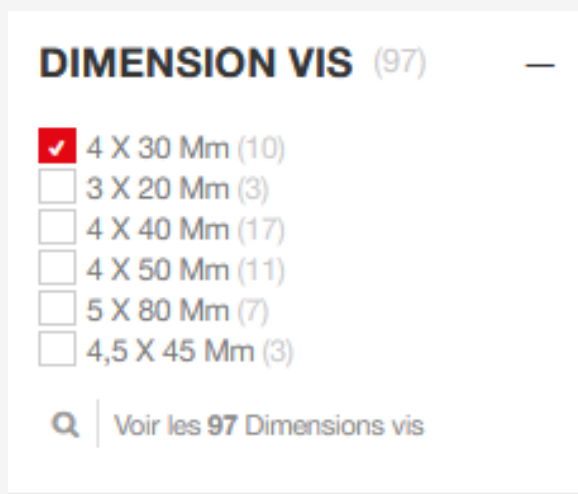 DIMENSION VIS (97)
4 X 30 Mm (10)
3 X 20 Mm (3)
4 X 40 Mm (17)
4 X 50 Mm (11)
5 X 80 Mm (7)
4,5 X 45 Mm (3)
Voir les 97 Dimensions vis